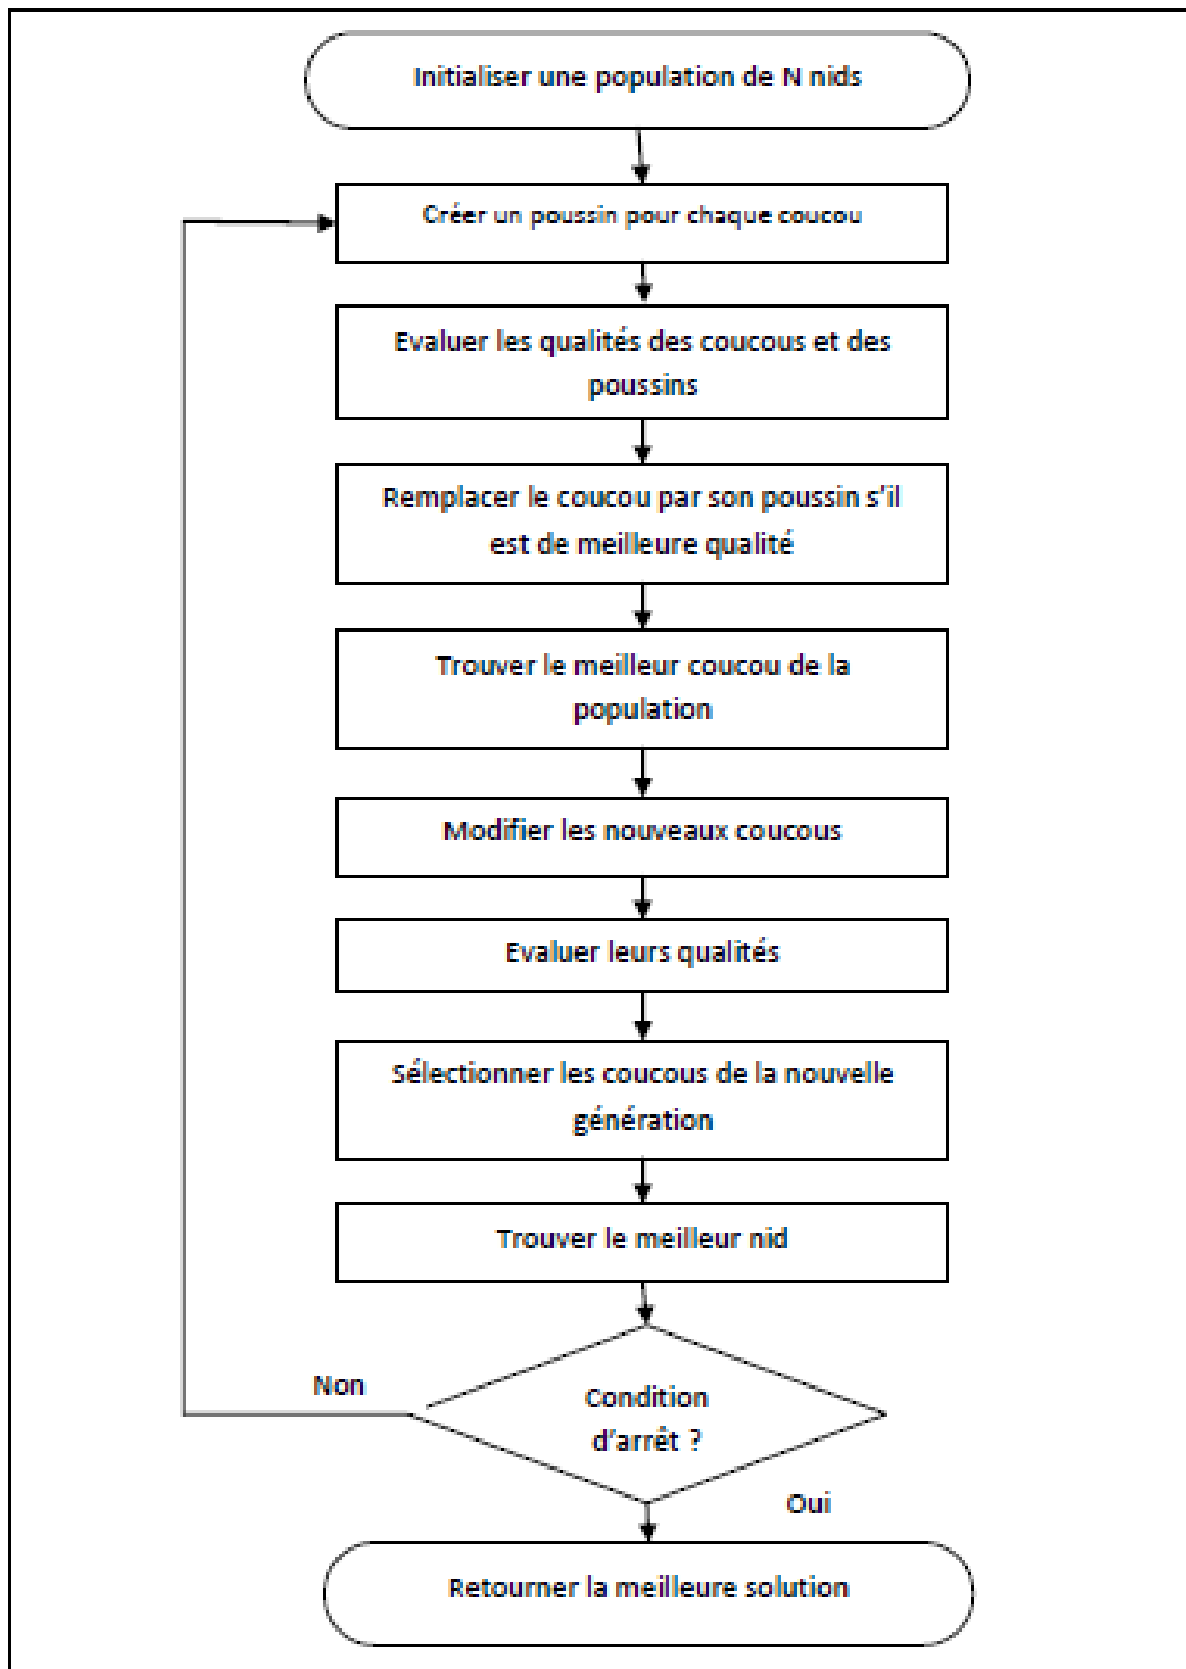 Initialiser une population de N nids
Créer un poussin pour chaque coucou
Evaluer les qualités des coucous et des
poussins
Remplacer le coucou par son poussin s'il
est de meilleure qualité
Trouver le meilleur coucou de la
population
Modifier les nouveaux coucous
Evaluer leurs qualités
Sélectionner les coucous de la nouvelle
génération
Trouver le meilleur nid
Non
Condition
d'arrêt ?
Oui
Retourner la meilleure solution